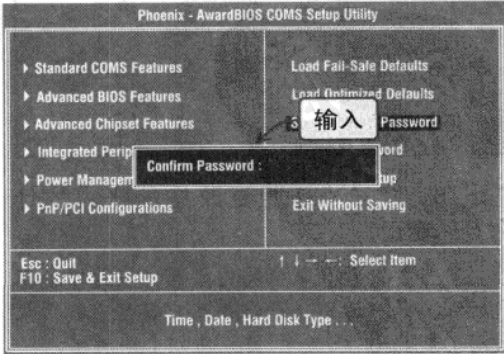 Phoenix - AwardBIOS COMS Setup Utility
Standard COMS Features
Advanced BIOS Features
Advanced Chipset Features
Integrated Perip
Power Managem
PnP/PCI Configurations
Load Fail-Safe Defaults
Load Optimized Defaults
S
Password
输入
Confirm Password :
Exit Without Saving
Esc : Quit
F10 : Save & Exit Setup
↑ ↓ → ←: Select Item
Time , Date , Hard Disk Type . . .